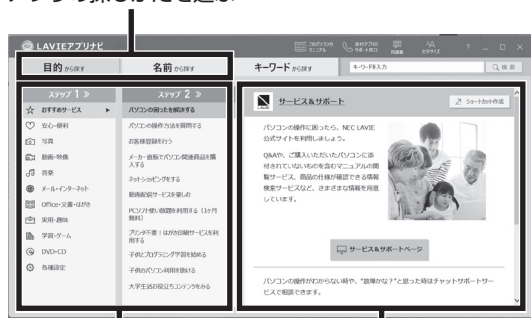 LAVIEアプリナビ
目的から探す
名前から探す
キーワードから探す
キーワードを入力
検索
ステップ 1
ステップ 2
おすすめサービス
安心・便利
写真
動画・映像
音楽
メール・インターネット
Office・文書・はがき
実用・趣味
学習・ゲーム
DVD・CD
各種設定
パソコンの困ったを解決する
パソコンの操作方法を質問する
お客様登録を行う
メーカー直販でパソコン関連商品を購
入する
ネットショッピングをする
動画配信サービスを楽しむ
PCソフト使い放題を利用する（1ヶ月
無料）
プリンタ不要！はがき印刷サービスを利
用する
子供とプログラミング学習を始める
子供のパソコン利用を助ける
大学生活お役立ちコンテンツをみる
サービス&サポート
ショートカット作成
パソコンの操作に困ったら、NEC LAVIE
公式サイトを利用しましょう。
Q&Aや、ご購入いただいたパソコンに添
付されていないものを含むマニュアルの閲
覧サービス、商品の仕様が確認できる情報
検索サービスなど、さまざまな情報を用意
しています。
サービス&サポートページ
パソコンの操作がわからない時や、"故障かな？"と思った時はチャットサポートサー
ビスで相談できます。